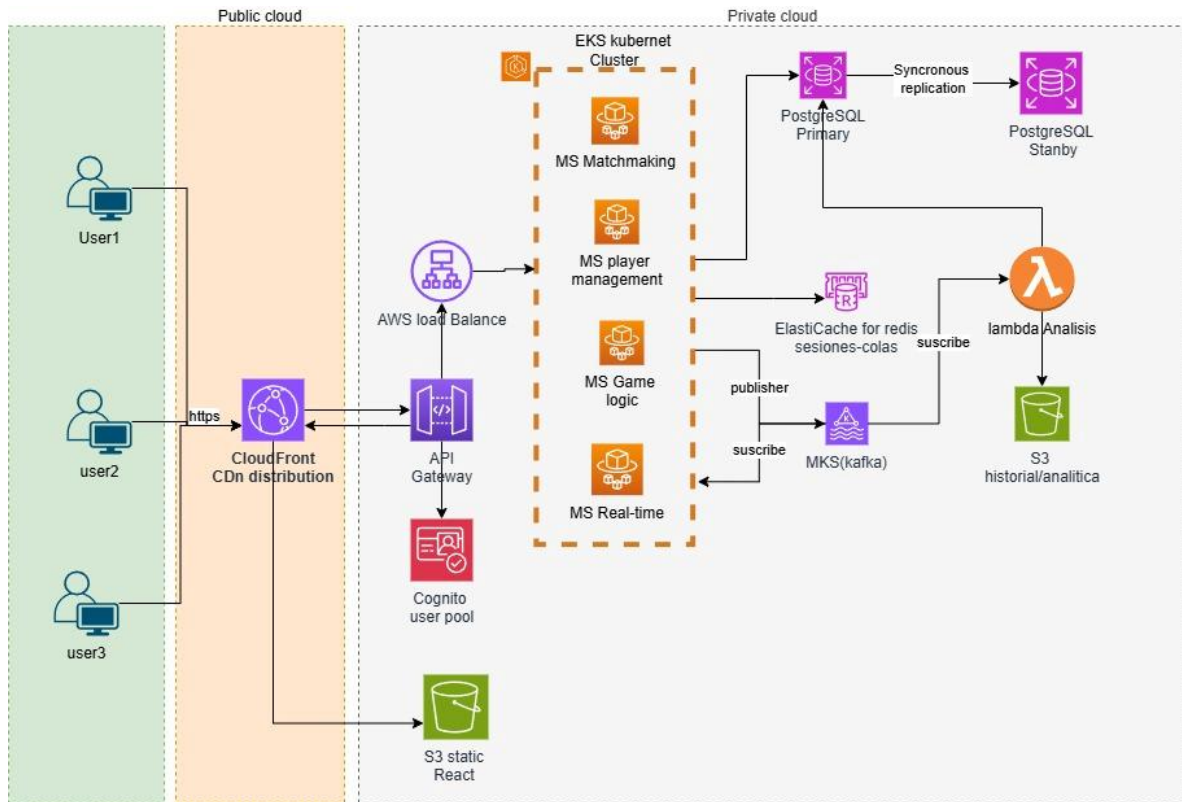 Public cloud
Private cloud
EKS kubernet
Cluster
MS Matchmaking
MS player
management
MS Game
logic
MS Real-time
PostgreSQL
Primary
Syncronous
replication
PostgreSQL
Stanby
User1
user2
user3
https
CloudFront
CDn distribution
AWS load Balance
API
Gateway
Cognito
user pool
S3 static
React
ElastiCache for redis
sesiones-colas
publisher
suscribe
MKS(kafka)
suscribe
lambda Analisis
S3
historial/analitica